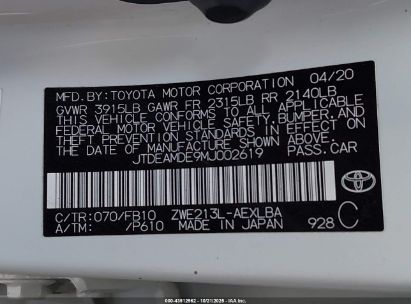 MFD.BY:TOYOTA MOTOR CORPORATION 04/20
GVWR 3915LB GAWR FR 2315LB RR 2140LB
THIS VEHICLE CONFORMS TO ALL APPLICABLE
FEDERAL MOTOR VEHICLE SAFETY,BUMPER,AND
THEFT PREVENTION STANDARDS IN EFFECT ON
THE DATE OF MANUFACTURE SHOWN ABOVE.
JTDEAMDE9MJ002619 PASS.CAR
C/TR:070/FB10 ZWE213L-AEXLBA C
A/TM: /P610 MADE IN JAPAN 928